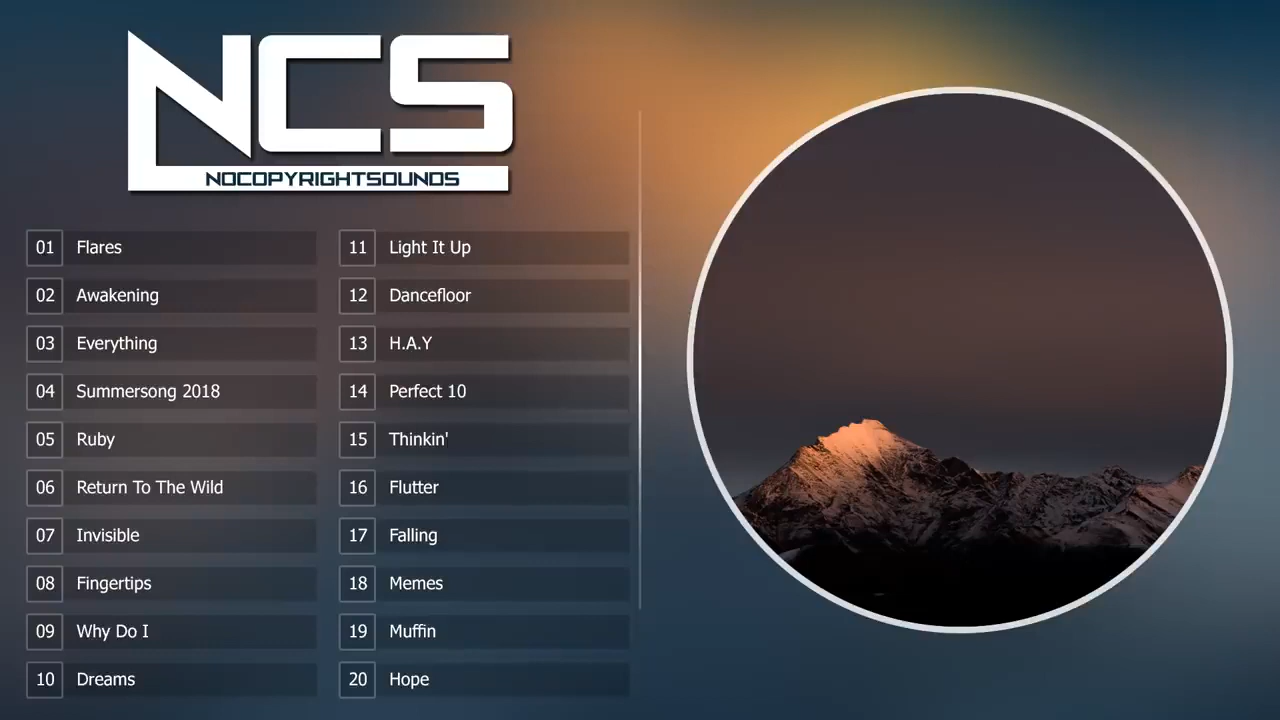 NCS
NOCOPYRIGHTSOUNDS
01 Flares
02 Awakening
03 Everything
04 Summersong 2018
05 Ruby
06 Return To The Wild
07 Invisible
08 Fingertips
09 Why Do I
10 Dreams
11 Light It Up
12 Dancefloor
13 H.A.Y
14 Perfect 10
15 Thinkin'
16 Flutter
17 Falling
18 Memes
19 Muffin
20 Hope